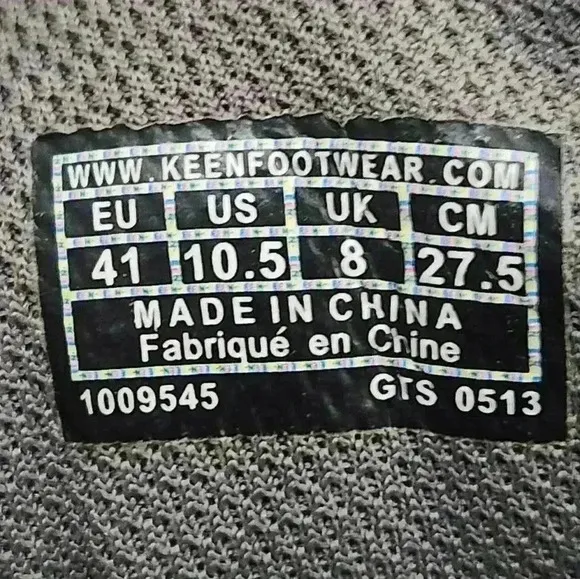 WWW.KEENFOOTWEAR.COM
EU US UK CM
41 10.5 8 27.5
MADE IN CHINA
Fabriqué en Chine
1009545 GTS 0513